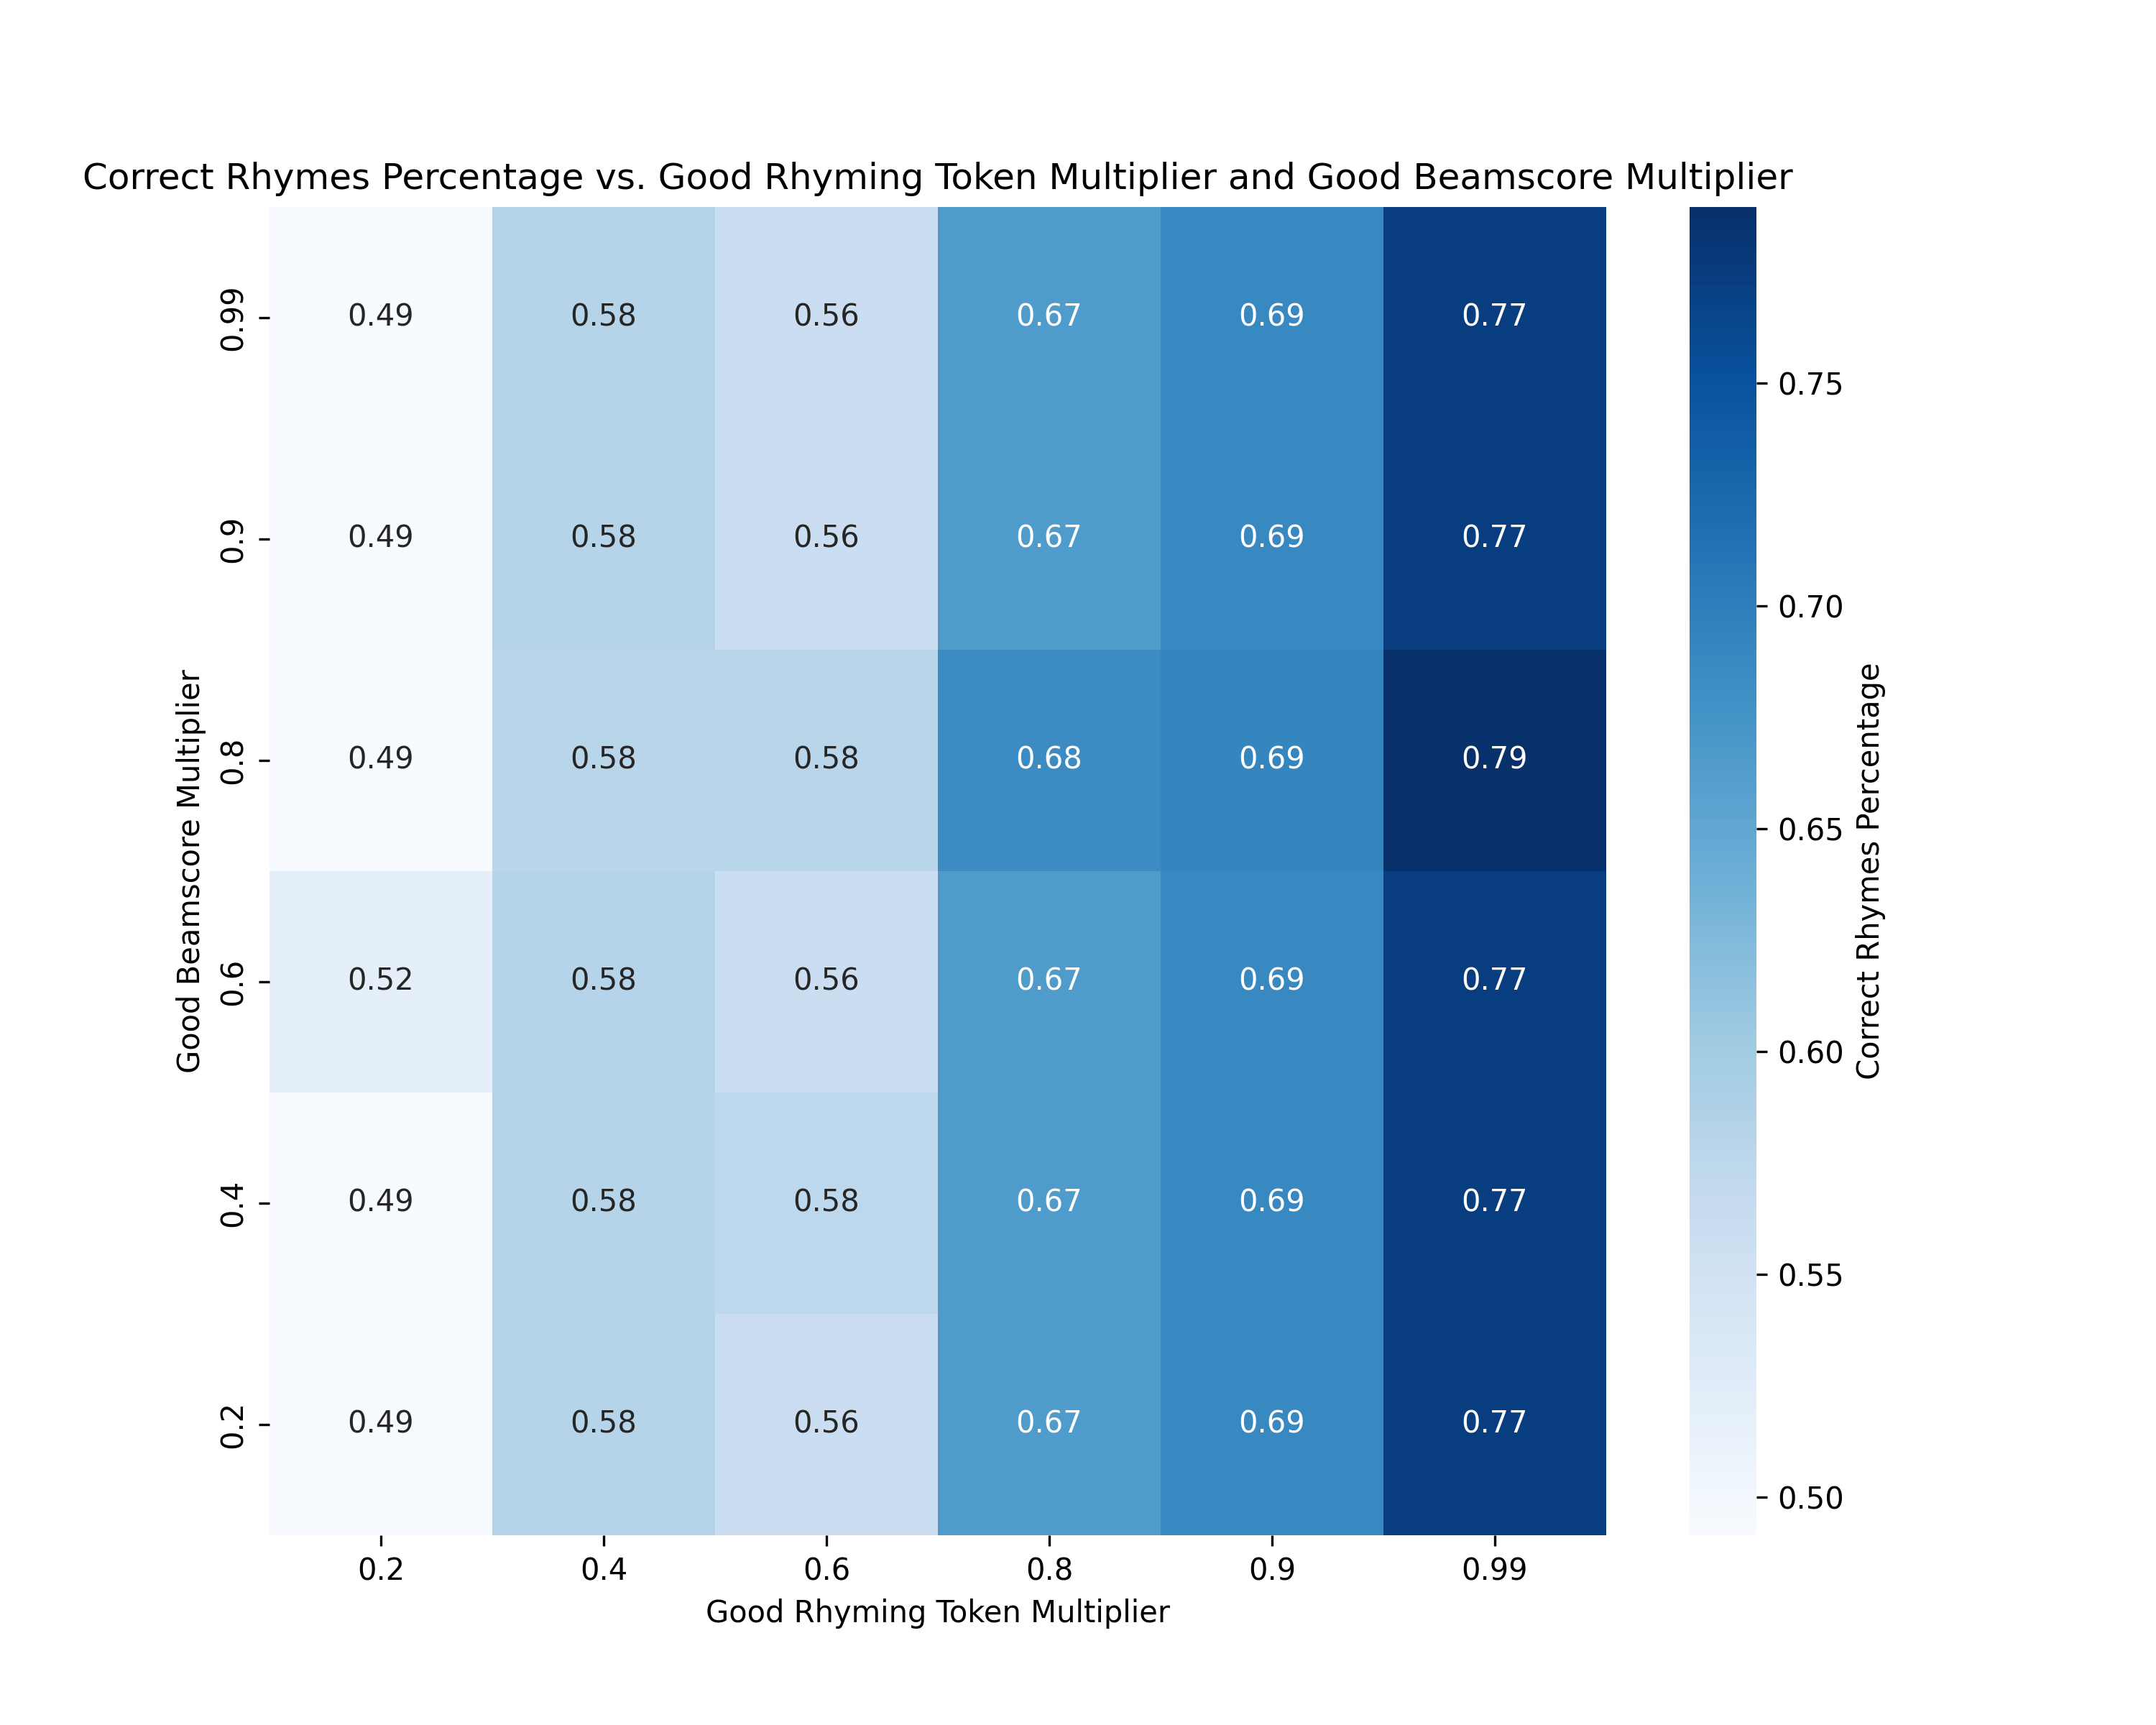 Correct Rhymes Percentage vs. Good Rhyming Token Multiplier and Good Beamscore Multiplier
Good Beamscore Multiplier
0.99
0.49 0.58 0.56 0.67 0.69 0.77
0.9
0.49 0.58 0.56 0.67 0.69 0.77
0.8
0.49 0.58 0.58 0.68 0.69 0.79
0.6
0.52 0.58 0.56 0.67 0.69 0.77
0.4
0.49 0.58 0.58 0.67 0.69 0.77
0.2
0.49 0.58 0.56 0.67 0.69 0.77
0.2 0.4 0.6 0.8 0.9 0.99
Good Rhyming Token Multiplier
0.75
0.70
0.65
0.60
0.55
0.50
Correct Rhymes Percentage